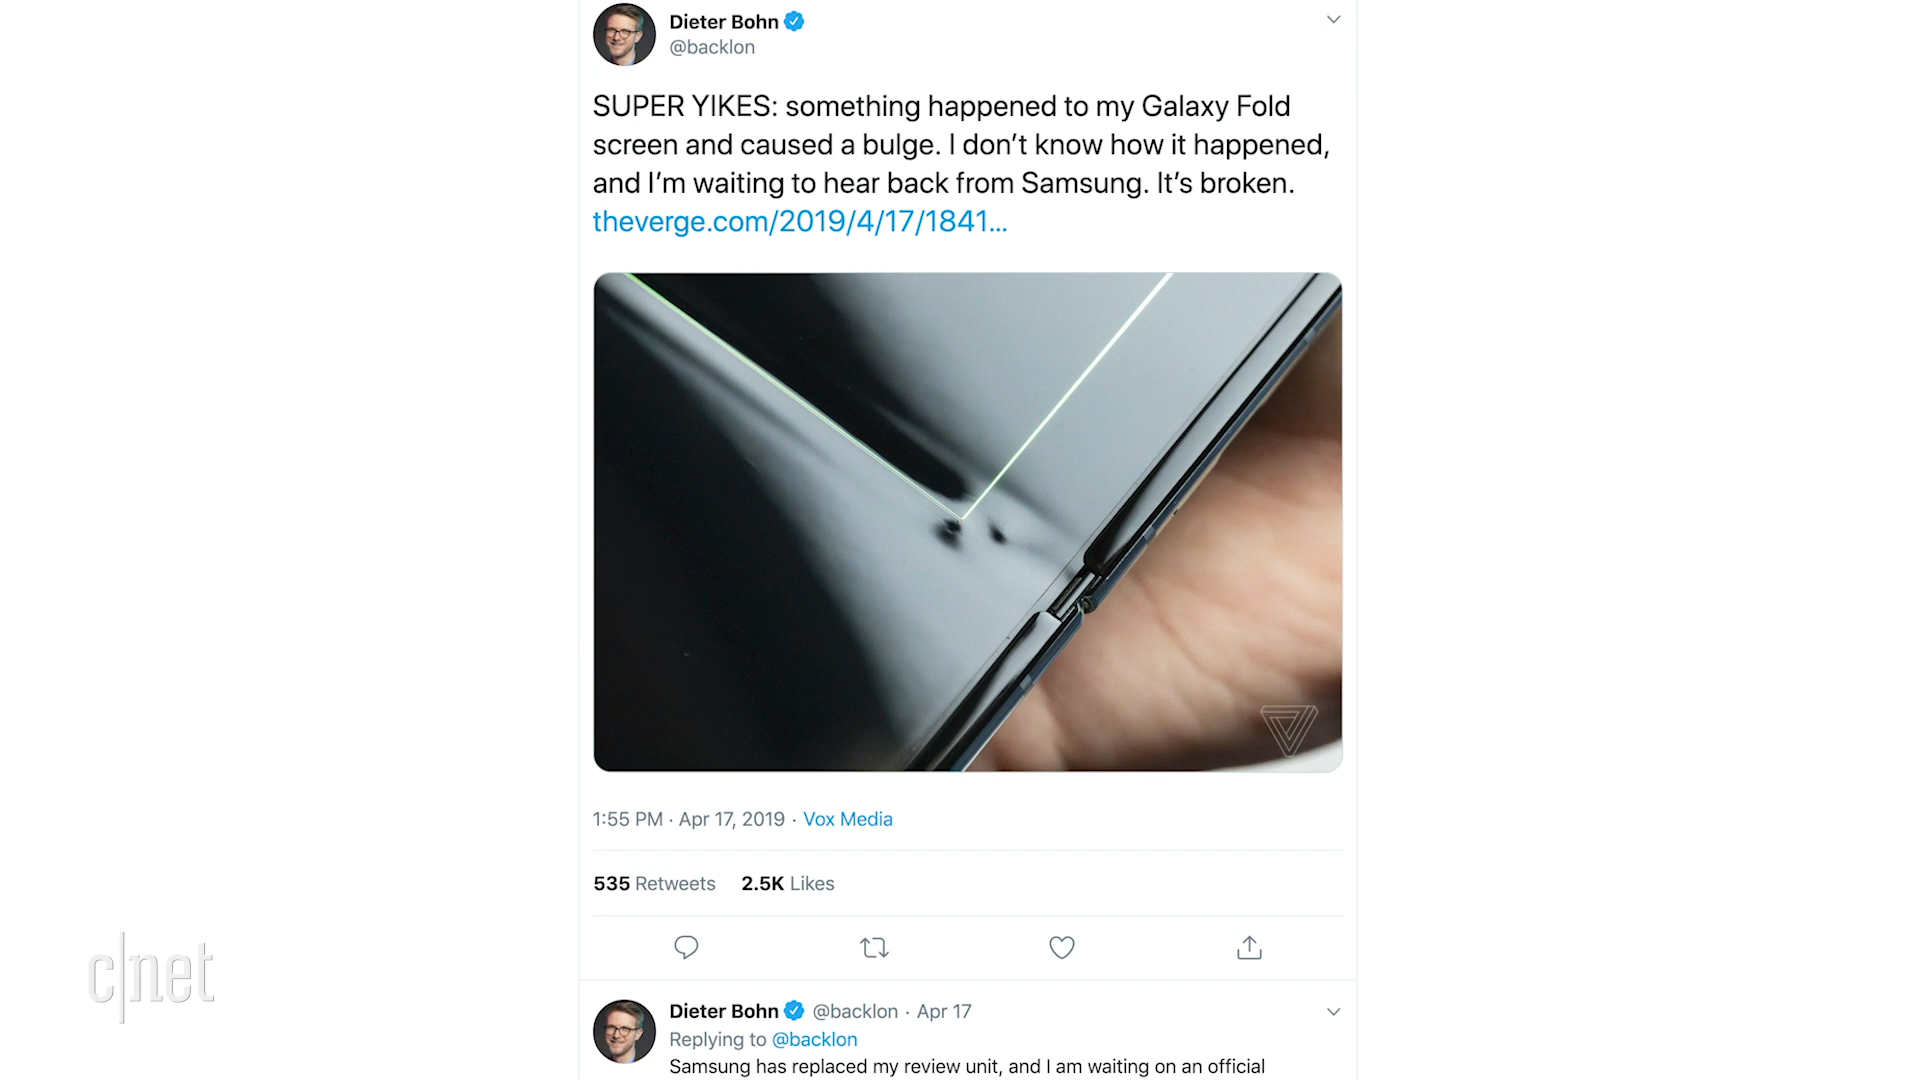 Dieter Bohn
@backlon
SUPER YIKES: something happened to my Galaxy Fold
screen and caused a bulge. I don’t know how it happened,
and I’m waiting to hear back from Samsung. It’s broken.
theverge.com/2019/4/17/1841…
1:55 PM · Apr 17, 2019 · Vox Media
535 Retweets 2.5K Likes
c|net
Dieter Bohn @backlon · Apr 17
Replying to @backlon
Samsung has replaced my review unit, and I am waiting on an official